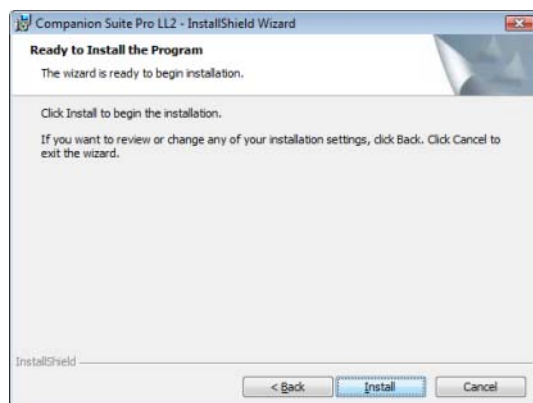 Companion Suite Pro LL2 - InstallShield Wizard
Ready to Install the Program
The wizard is ready to begin installation.
Click Install to begin the installation.
If you want to review or change any of your installation settings, click Back. Click Cancel to
exit the wizard.
InstallShield
< Back Install Cancel